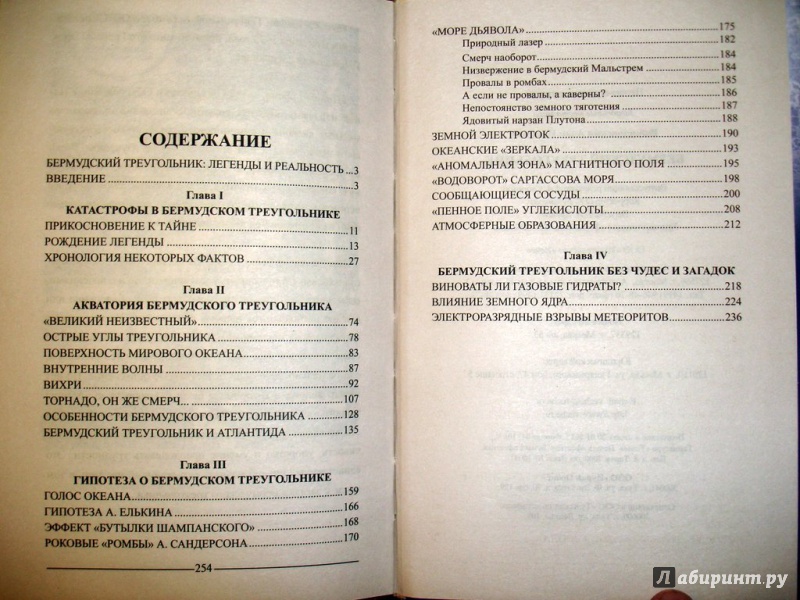 СОДЕРЖАНИЕ
БЕРМУДСКИЙ ТРЕУГОЛЬНИК: ЛЕГЕНДЫ И РЕАЛЬНОСТЬ ...3
ВВЕДЕНИЕ ...3
Глава I
КАТАСТРОФЫ В БЕРМУДСКОМ ТРЕУГОЛЬНИКЕ
ПРИКОСНОВЕНИЕ К ТАЙНЕ ...11
РОЖДЕНИЕ ЛЕГЕНДЫ ...13
ХРОНОЛОГИЯ НЕКОТОРЫХ ФАКТОВ ...27
Глава II
АКВАТОРИЯ БЕРМУДСКОГО ТРЕУГОЛЬНИКА
«ВЕЛИКИЙ НЕИЗВЕСТНЫЙ» ...74
ОСТРЫЕ УГЛЫ ТРЕУГОЛЬНИКА ...78
ПОВЕРХНОСТЬ МИРОВОГО ОКЕАНА ...83
ВНУТРЕННИЕ ВОЛНЫ ...87
ВИХРИ ...92
ТОРНАДО, ОН ЖЕ СМЕРЧ... ...107
ОСОБЕННОСТИ БЕРМУДСКОГО ТРЕУГОЛЬНИКА ...128
БЕРМУДСКИЙ ТРЕУГОЛЬНИК И АТЛАНТИДА ...135
Глава III
ГИПОТЕЗА О БЕРМУДСКОМ ТРЕУГОЛЬНИКЕ
ГОЛОС ОКЕАНА ...159
ГИПОТЕЗА А. ЕЛЬКИНА ...166
ЭФФЕКТ «БУТЫЛКИ ШАМПАНСКОГО» ...168
РОКОВЫЕ «РОМБЫ» А. САНДЕРСОНА ...170
254
«МОРЕ ДЬЯВОЛА» ...175
Природный лазер ...182
Смерч наоборот ...184
Низвержение в бермудский Мальстрем ...184
Провалы в ромбах ...185
А если не провалы, а каверны? ...186
Непостоянство земного тяготения ...187
Ядовитый нарзан Плутона ...188
ЗЕМНОЙ ЭЛЕКТРОТОК ...190
ОКЕАНСКИЕ «ЗЕРКАЛА» ...193
«АНОМАЛЬНАЯ ЗОНА» МАГНИТНОГО ПОЛЯ ...195
«ВОДОВОРОТ» САРГАССОВА МОРЯ ...198
СООБЩАЮЩИЕСЯ СОСУДЫ ...200
«ПЕННОЕ ПОЛЕ» УГЛЕКИСЛОТЫ ...208
АТМОСФЕРНЫЕ ОБРАЗОВАНИЯ ...212
Глава IV
БЕРМУДСКИЙ ТРЕУГОЛЬНИК БЕЗ ЧУДЕС И ЗАГАДОК
ВИНОВАТЫ ЛИ ГАЗОВЫЕ ГИДРАТЫ? ...218
ВЛИЯНИЕ ЗЕМНОГО ЯДРА ...224
ЭЛЕКТРОРАЗРЯДНЫЕ ВЗРЫВЫ МЕТЕОРИТОВ ...236
Лабиринт.ру